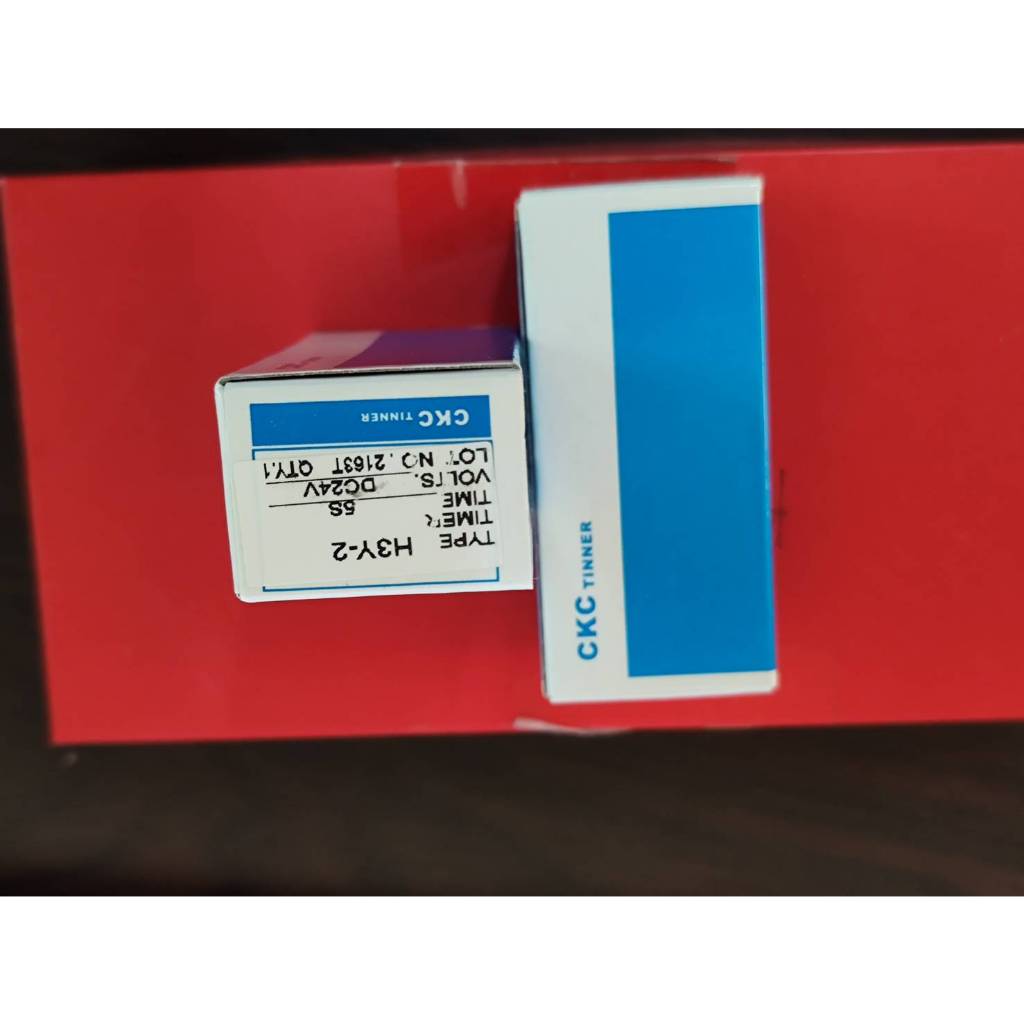 CKC TINNER
TYPE H3Y-2
TIMER
TIME 5S
VOLTS. DC24V
LOT NO. 2163T QTY.1
CKC TINNER